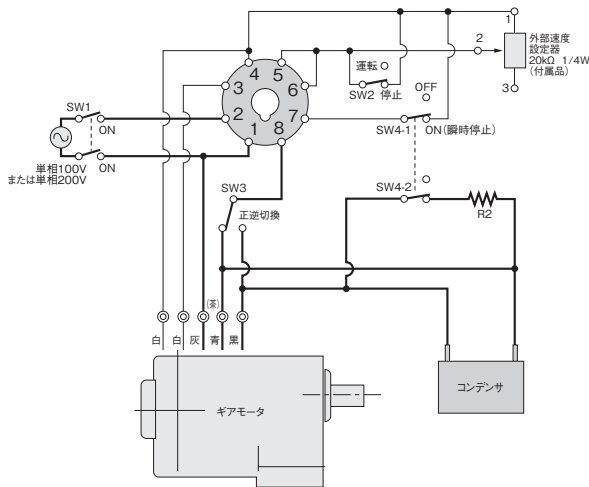 1
2
外部速度
設定器
20kΩ 1/4W
(付属品)
3
運転
SW2 停止
OFF
SW4-1
ON(瞬時停止)
4
5
3
6
2
7
1
8
SW1
ON
ON
単相100V
または単相200V
SW3
正逆切換
SW4-2
R2
(茶)
白
白
灰
青
黒
ギアモータ
コンデンサ